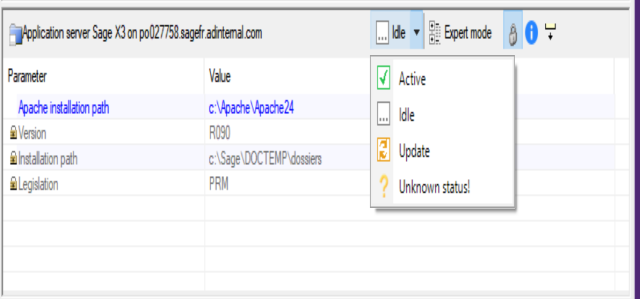 Application server Sage X3 on po027758.sagefr.adinternal.com
... Idle Expert mode
Parameter Value
Apache installation path c:\Apache\Apache24
Version R090
Installation path c:\Sage\DOCTEMP\dossiers
Legislation PRM
Active
... Idle
Update
? Unknown status!